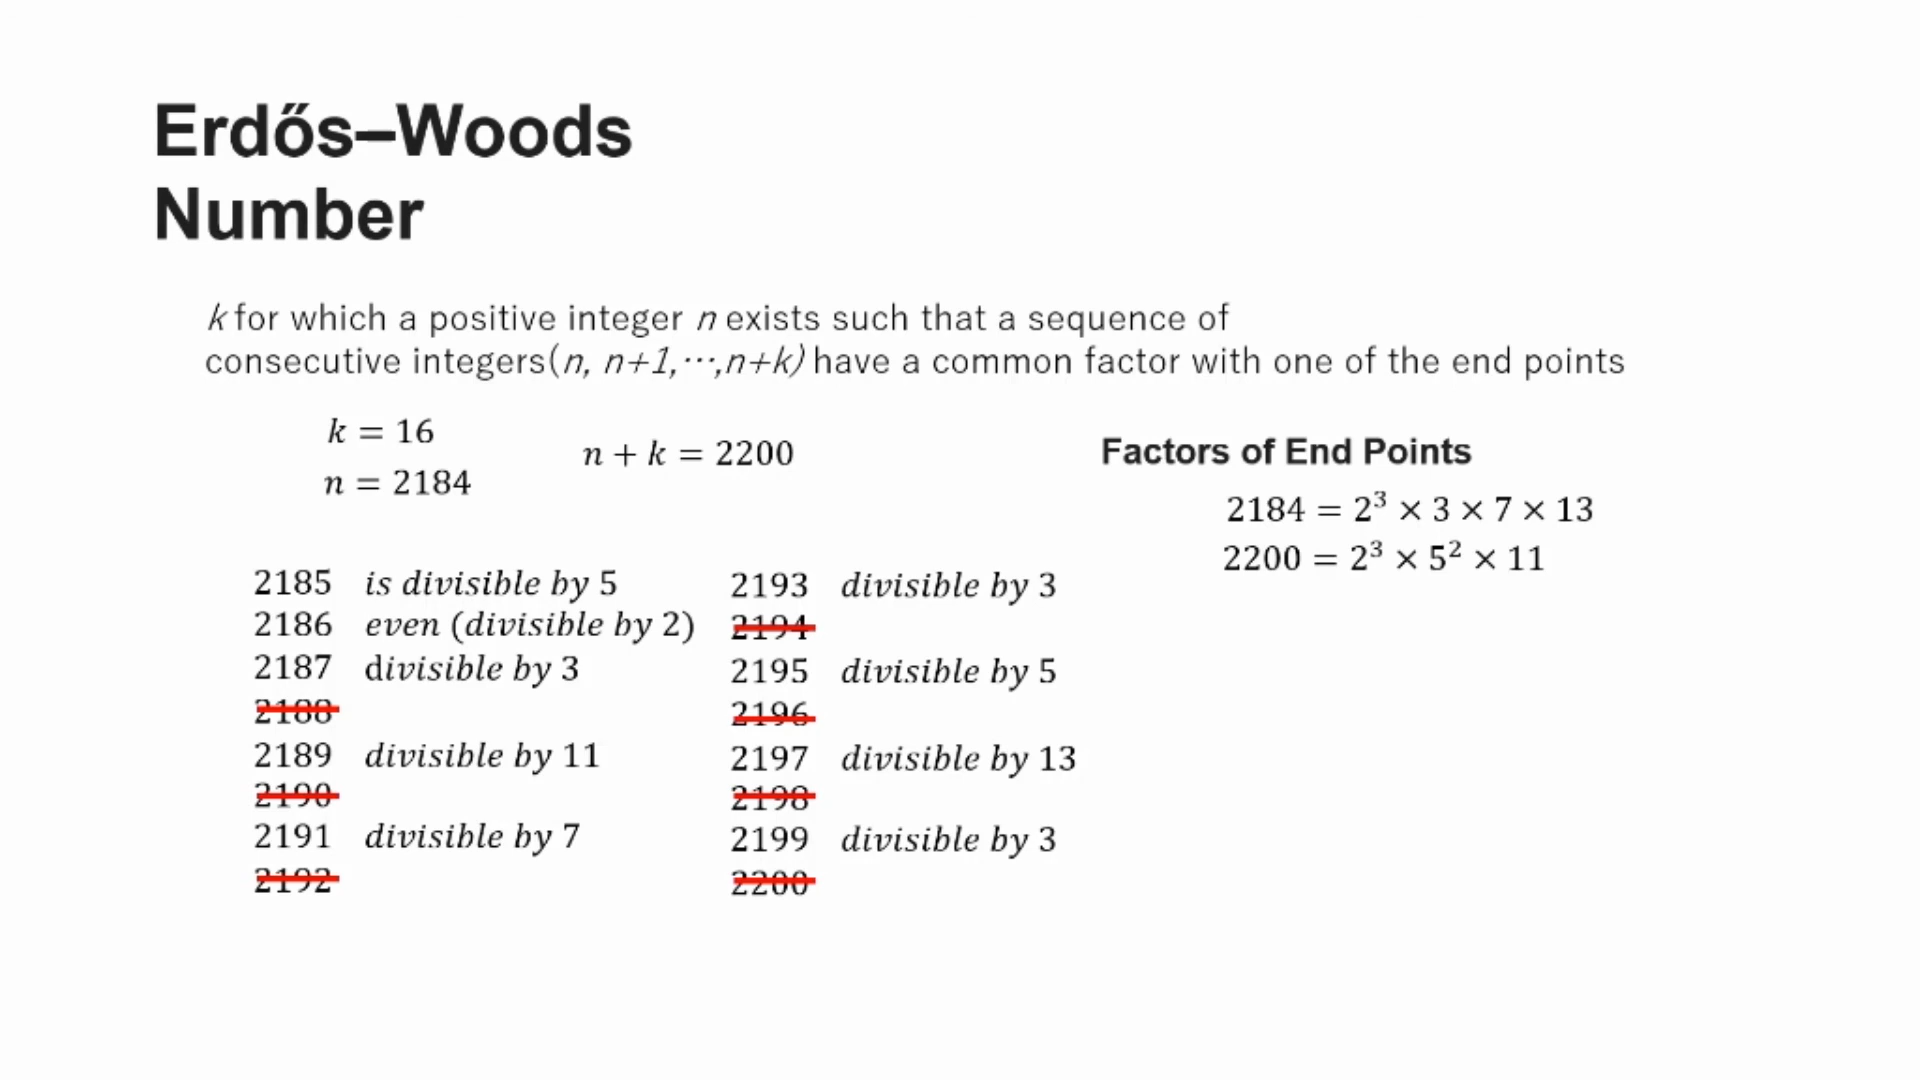 Erdős–Woods
Number
k for which a positive integer n exists such that a sequence of
consecutive integers(n, n+1,⋯,n+k) have a common factor with one of the end points
k = 16
n = 2184
n + k = 2200
Factors of End Points
2184 = 2³ × 3 × 7 × 13
2200 = 2³ × 5² × 11
2185 is divisible by 5
2186 even (divisible by 2)
2187 divisible by 3
2188
2189 divisible by 11
2190
2191 divisible by 7
2192
2193 divisible by 3
2194
2195 divisible by 5
2196
2197 divisible by 13
2198
2199 divisible by 3
2200